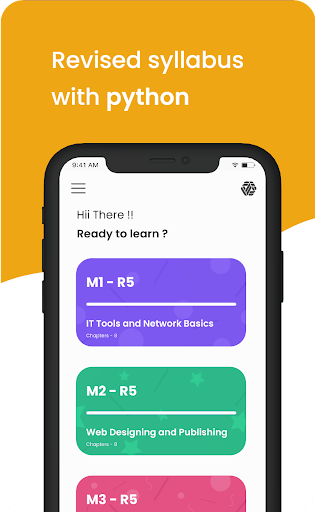 Revised syllabus
with python
9:41 AM
Hii There !!
Ready to learn ?
M1 - R5
IT Tools and Network Basics
Chapters - 8
M2 - R5
Web Designing and Publishing
Chapters - 8
M3 - R5